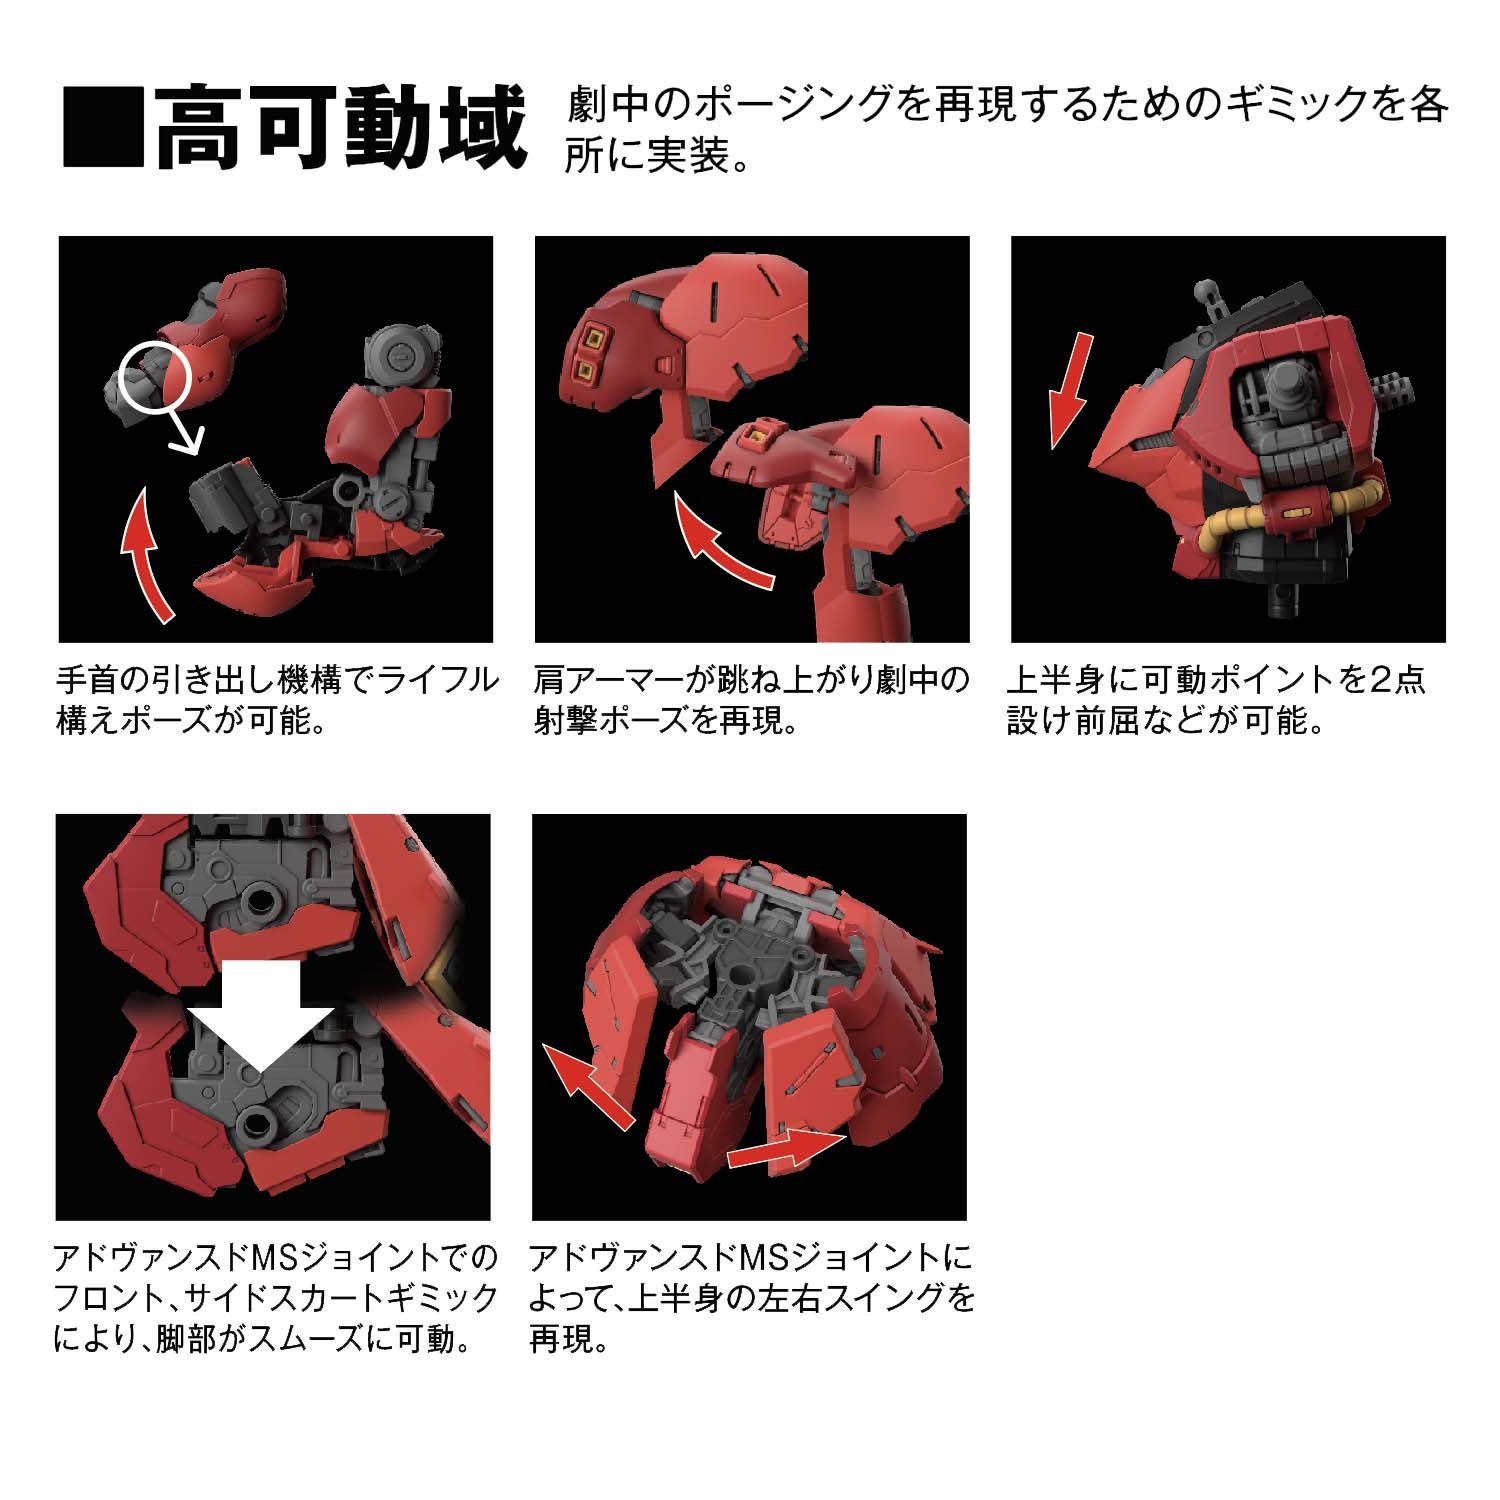 ■高可動域
劇中のポージングを再現するためのギミックを各
所に実装。
手首の引き出し機構でライフル
構えポーズが可能。
肩アーマーが跳ね上がり劇中の
射撃ポーズを再現。
上半身に可動ポイントを2点
設け前屈などが可能。
アドヴァンスドMSジョイントでの
フロント、サイドスカートギミック
により、脚部がスムーズに可動。
アドヴァンスドMSジョイントに
よって、上半身の左右スイングを
再現。